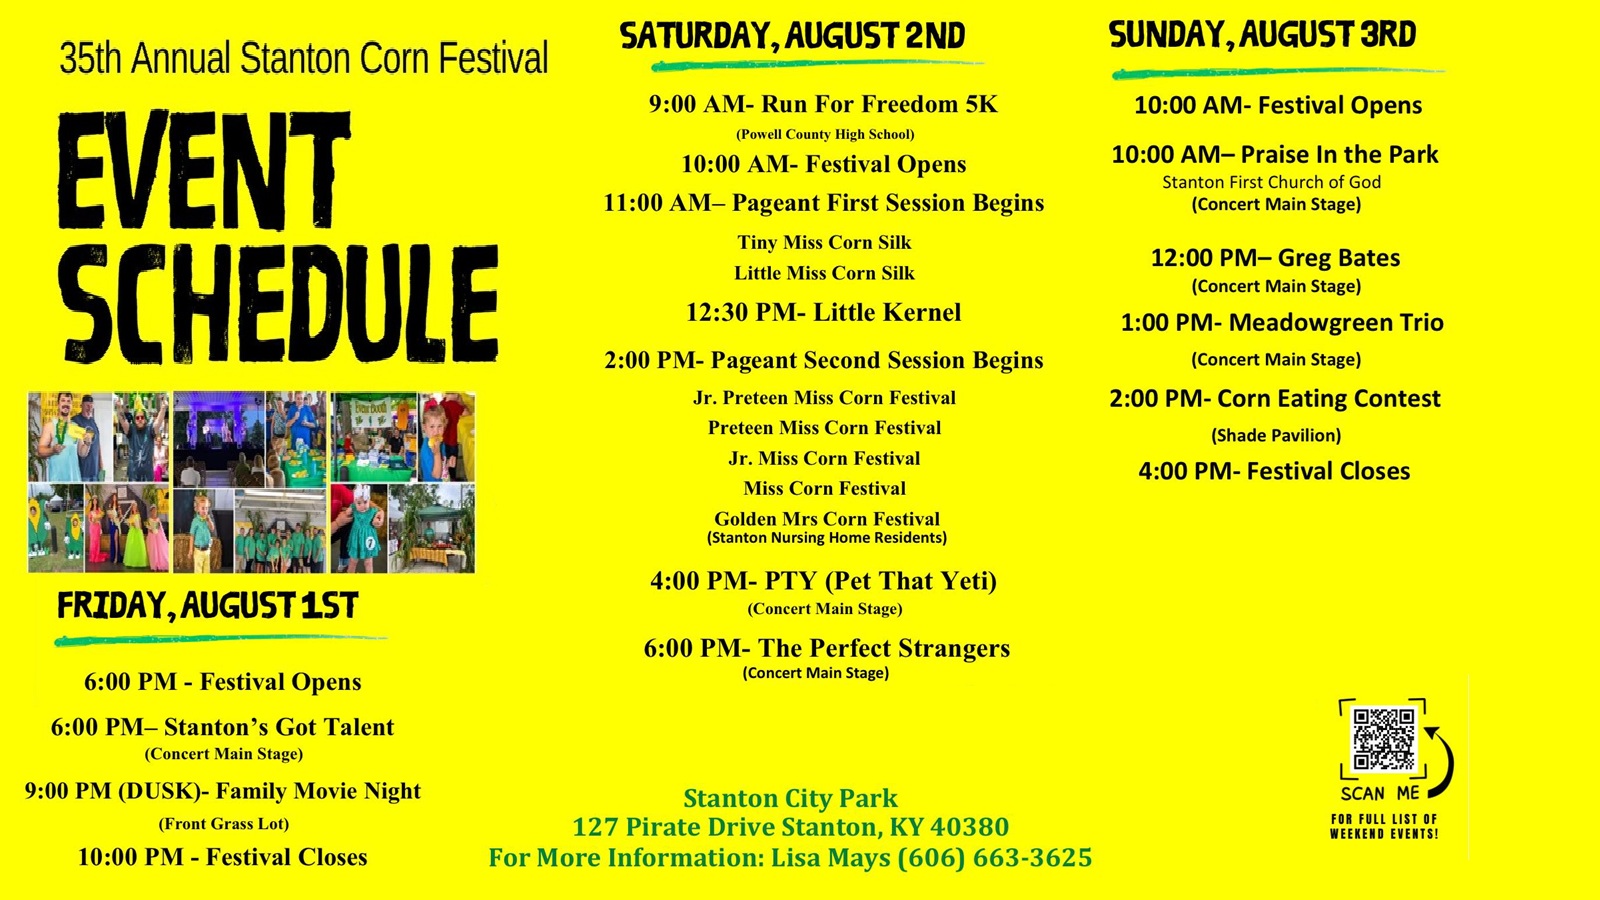 35th Annual Stanton Corn Festival
EVENT
SCHEDULE
FRIDAY, AUGUST 1ST
6:00 PM - Festival Opens
6:00 PM– Stanton’s Got Talent
(Concert Main Stage)
9:00 PM (DUSK)- Family Movie Night
(Front Grass Lot)
10:00 PM - Festival Closes
SATURDAY, AUGUST 2ND
9:00 AM- Run For Freedom 5K
(Powell County High School)
10:00 AM- Festival Opens
11:00 AM– Pageant First Session Begins
Tiny Miss Corn Silk
Little Miss Corn Silk
12:30 PM- Little Kernel
2:00 PM- Pageant Second Session Begins
Jr. Preteen Miss Corn Festival
Preteen Miss Corn Festival
Jr. Miss Corn Festival
Miss Corn Festival
Golden Mrs Corn Festival
(Stanton Nursing Home Residents)
4:00 PM- PTY (Pet That Yeti)
(Concert Main Stage)
6:00 PM- The Perfect Strangers
(Concert Main Stage)
SUNDAY, AUGUST 3RD
10:00 AM- Festival Opens
10:00 AM– Praise In the Park
Stanton First Church of God
(Concert Main Stage)
12:00 PM– Greg Bates
(Concert Main Stage)
1:00 PM- Meadowgreen Trio
(Concert Main Stage)
2:00 PM- Corn Eating Contest
(Shade Pavilion)
4:00 PM- Festival Closes
SCAN ME
FOR FULL LIST OF
WEEKEND EVENTS!
Stanton City Park
127 Pirate Drive Stanton, KY 40380
For More Information: Lisa Mays (606) 663-3625